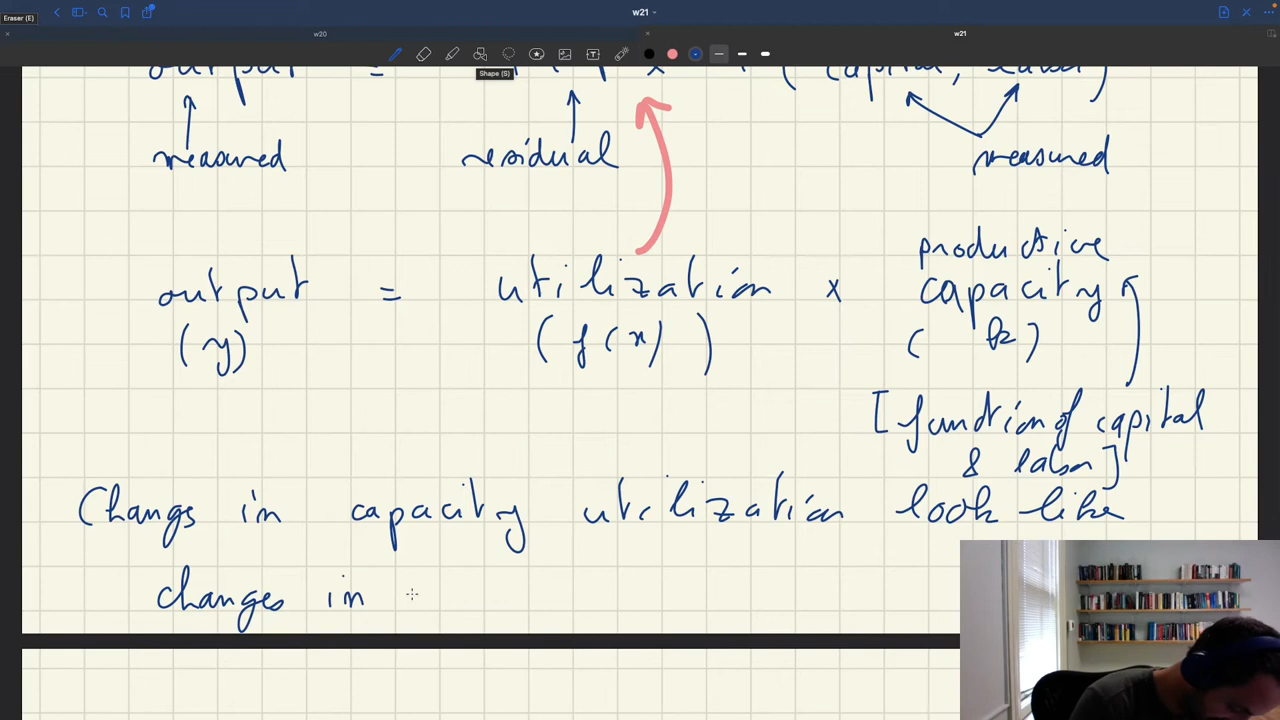 Eraser (E)
w21
w20
w21
Shape (S)
output =
measured
residual
measured
output = utilization x productive capacity
(y) (f(x)) (k)
[function of capital
& labor]
Changes in capacity utilization look like
changes in